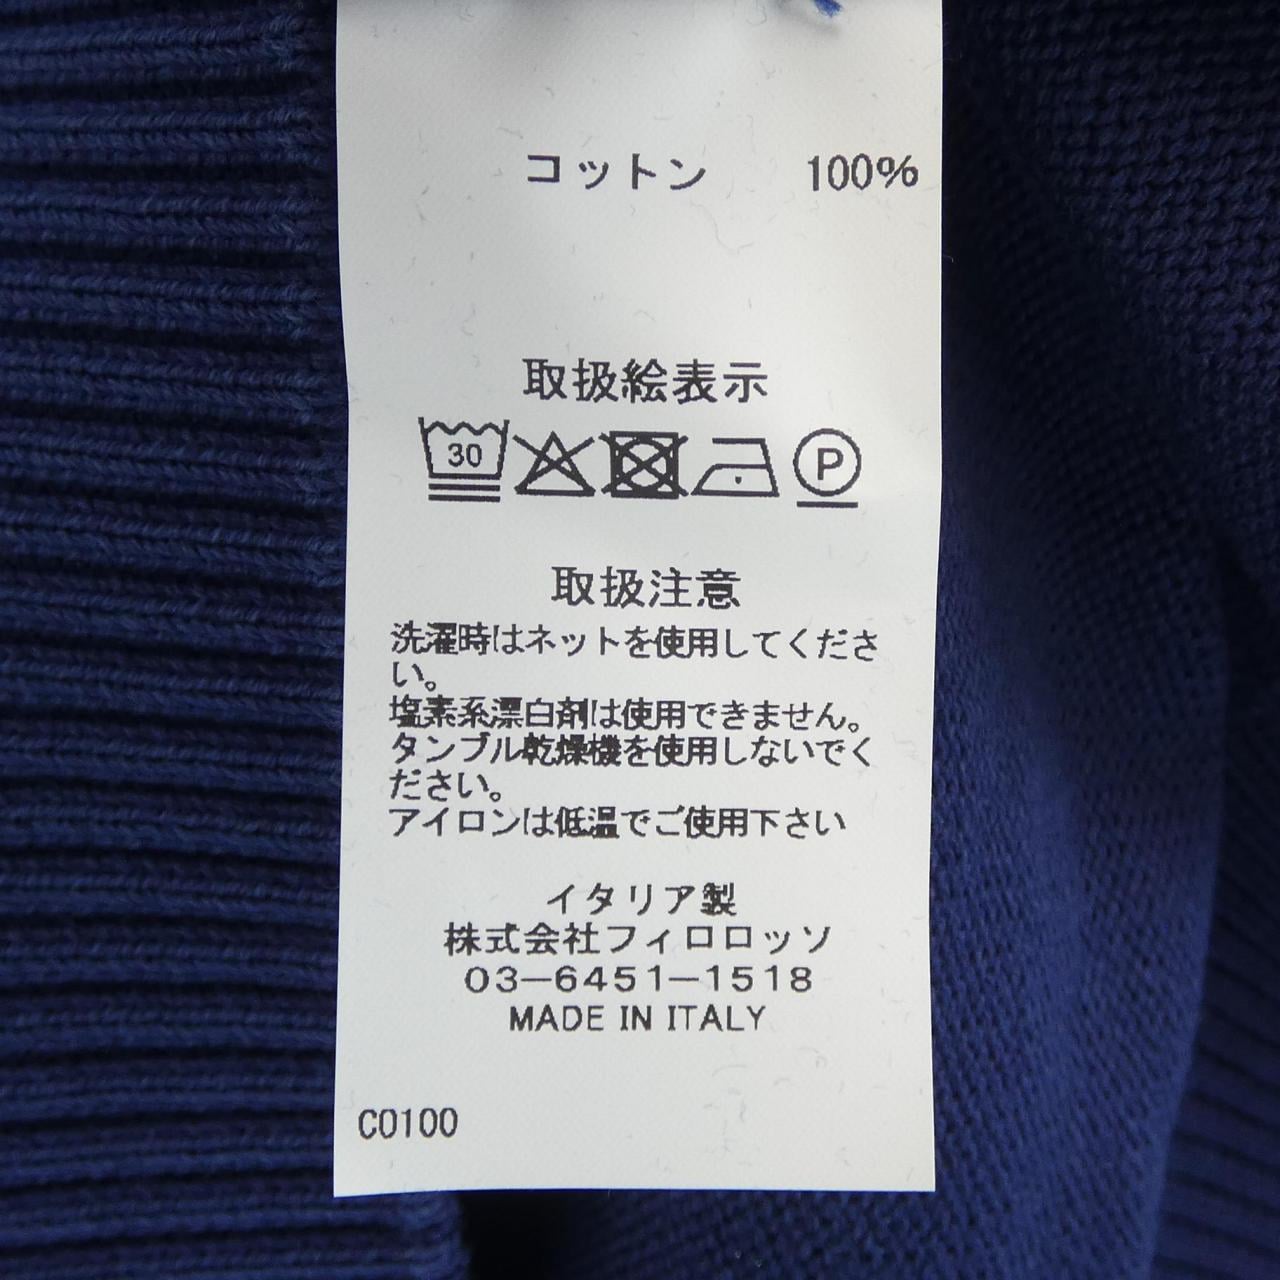 コットン 100%
取扱絵表示
30 P
取扱注意
洗濯時はネットを使用してくださ
い。
塩素系漂白剤は使用できません。
タンブル乾燥機を使用しないでく
ださい。
アイロンは低温でご使用下さい
イタリア製
株式会社フィロロッソ
03-6451-1518
MADE IN ITALY
C0100